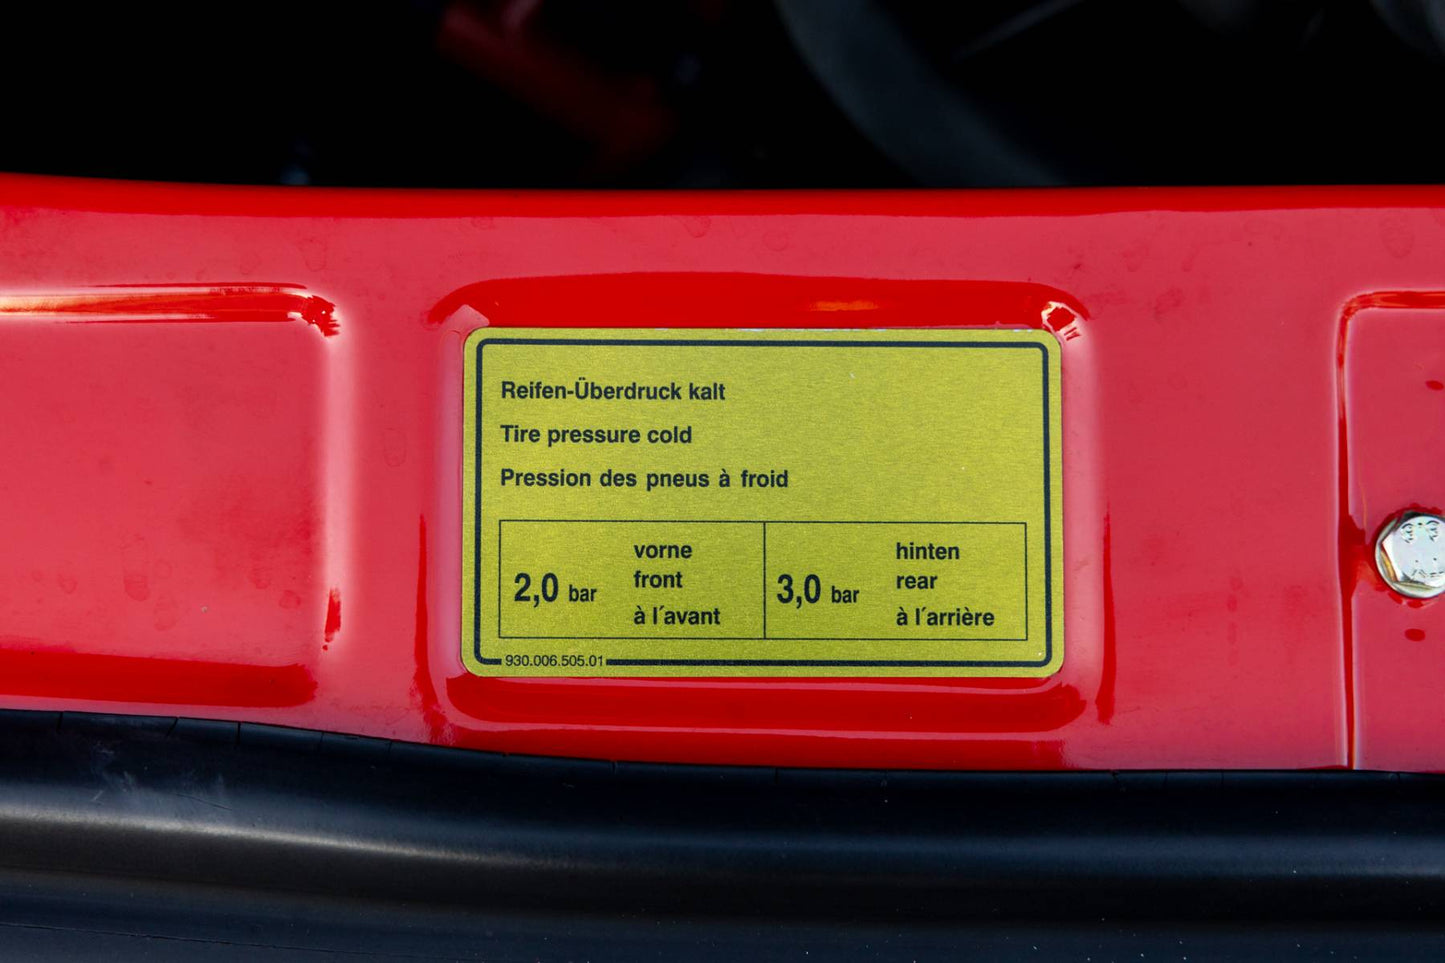 Reifen-Überdruck kalt
Tire pressure cold
Pression des pneus à froid
2,0 bar
vorne
front
à l´avant
3,0 bar
hinten
rear
à l´arrière
930.006.505.01